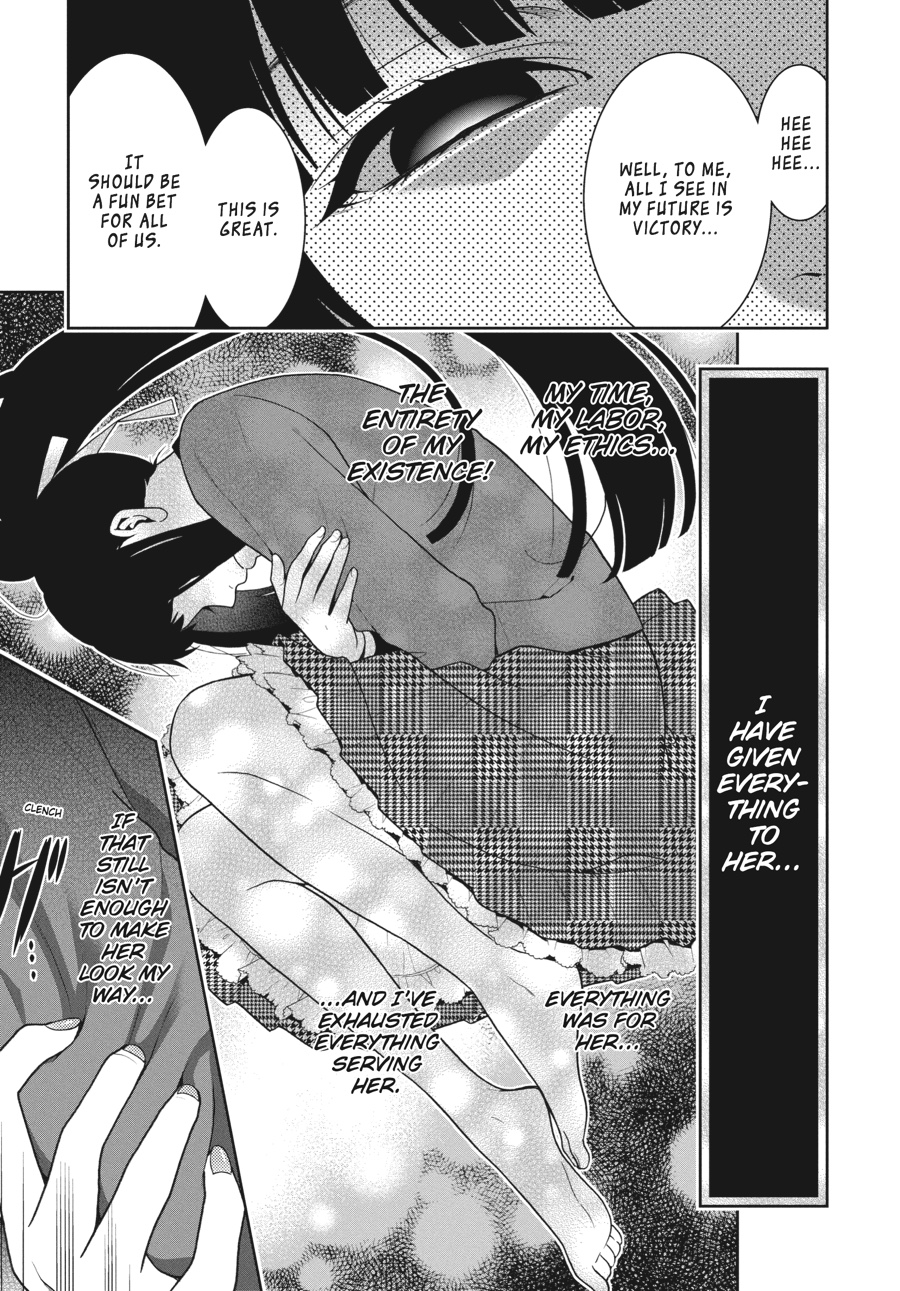 HEE
HEE
HEE...
WELL, TO ME,
ALL I SEE IN
MY FUTURE IS
VICTORY...
THIS IS
GREAT.
IT
SHOULD BE
A FUN BET
FOR ALL
OF US.
I
HAVE
GIVEN
EVERY-
THING
TO
HER...
MY TIME,
MY LABOR,
MY ETHICS...
THE
ENTIRETY
OF MY
EXISTENCE!
EVERYTHING
WAS FOR
HER...
...AND I'VE
EXHAUSTED
EVERYTHING
SERVING
HER.
IF
THAT
STILL
ISN'T
ENOUGH
TO MAKE
HER
LOOK MY
WAY...
CLENCH